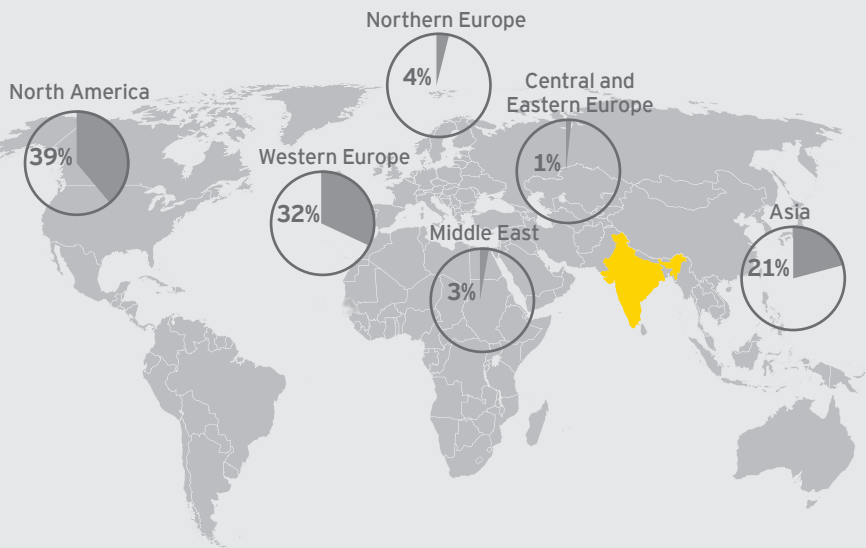 Northern Europe
4%
North America
39%
Central and
Eastern Europe
1%
Western Europe
32%
Middle East
3%
Asia
21%